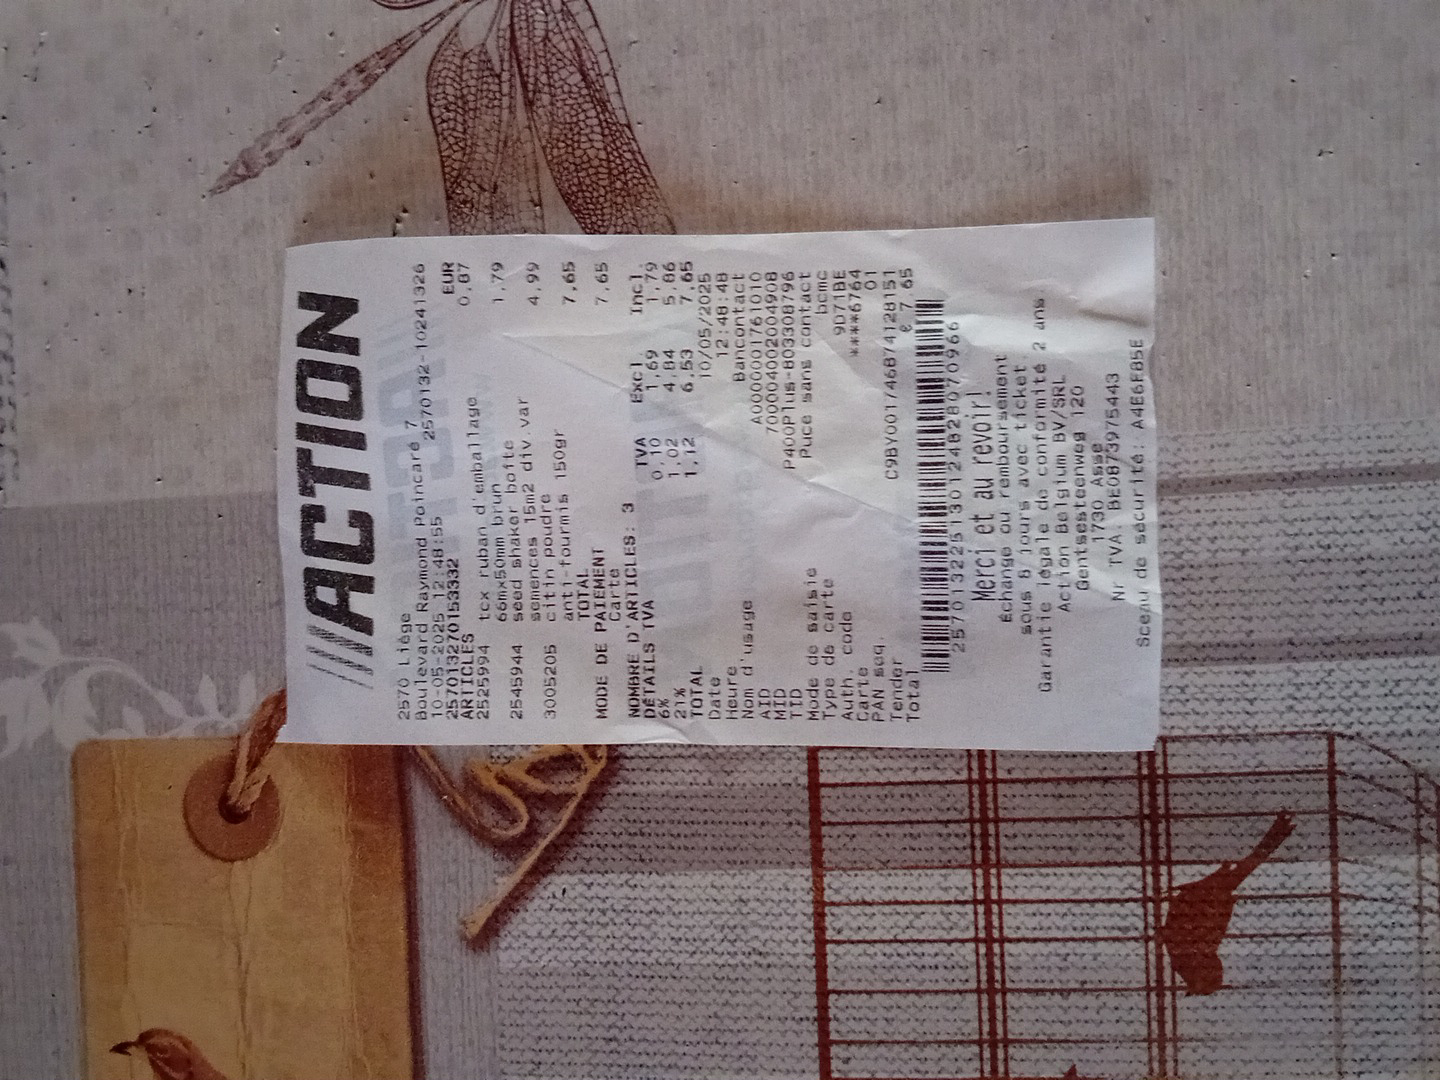 ///ACTION
2570 Liège
Boulevard Raymond Poincaré 7
10-05-2025 12:48:55 2570132-10241326
2570132701533332
ARTICLES EUR
2525994 tcx ruban d'emballage 0,87
66mx50mm brun
2545944 seed shaker boîte 1,79
semences 15m2 div.var
3005205 citin poudre 4,99
anti-fourmis 150gr
TOTAL 7,65
MODE DE PAIEMENT
Carte 7,65
NOMBRE D'ARTICLES: 3
DÉTAILS TVA TVA Excl. Incl.
6% 0,10 1,69 1,79
21% 1,02 4,84 5,86
TOTAL 1,12 6,53 7,65
Date 10/05/2025
Heure 12:48:48
Nom d'usage Bancontact
AID A0000001761010
MID 700004002004908
TID P400Plus-803308796
Mode de saisie Puce sans contact
Type de carte bcmc
Auth. code 9D71BE
Carte ****6764
PAN seq. 01
Tender C9BY001746874128151
Total € 7,65
Merci et au revoir!
Échange ou remboursement
sous 8 jours avec ticket.
Garantie légale de conformité 2 ans.
Action Belgium BV/SRL
Gentsesteenweg 120
1730 Asse
Nr TVA BE0873975443
Sceau de sécurité: A4E6F85E